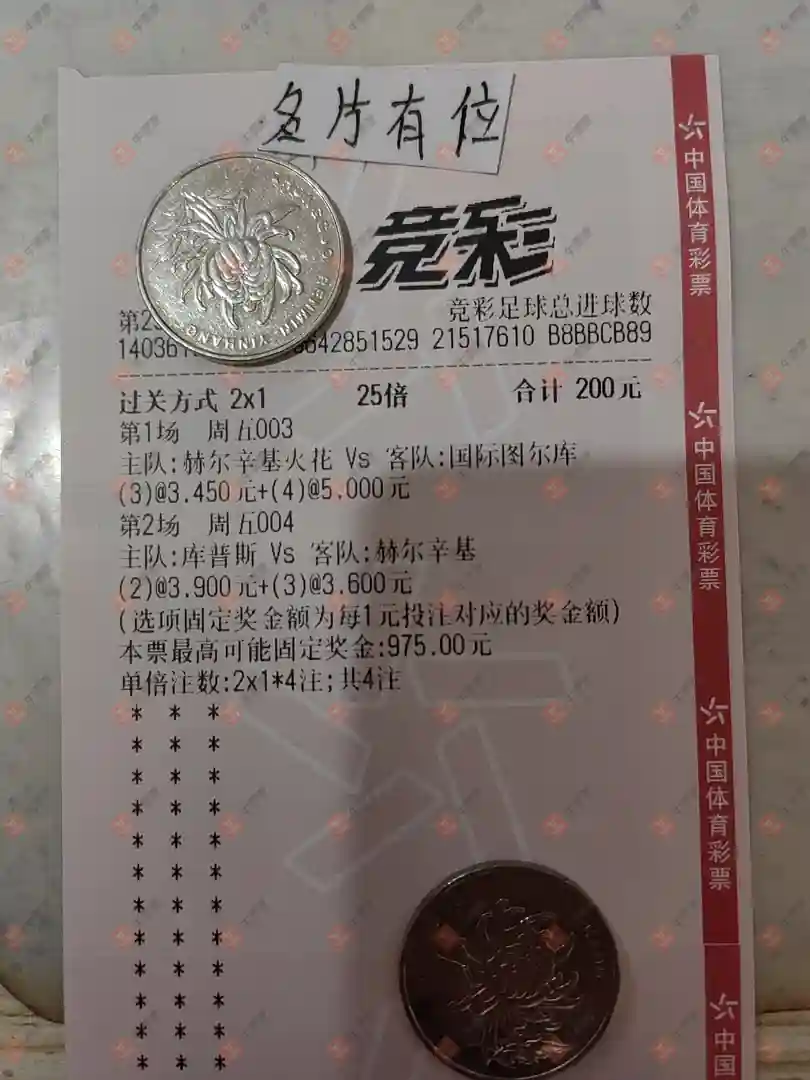 名片有位
竞彩
竞彩足球总进球数
第2
140361 642851529 21517610 B8BBCB89
过关方式 2x1 25倍 合计 200元
第1场 周五003
主队:赫尔辛基火花 Vs 客队:国际图尔库
(3)@3.450元+(4)@5.000元
第2场 周五004
主队:库普斯 Vs 客队:赫尔辛基
(2)@3.900元+(3)@3.600元
(选项固定奖金额为每1元投注对应的奖金额)
本票最高可能固定奖金:975.00元
单倍注数:2x1*4注;共4注
* * *
* * *
* * *
* * *
* * *
* * *
* * *
* * *
* * *
* * *
* * *
* * *
中国体育彩票
中国体育彩票
中国体育彩票
中国